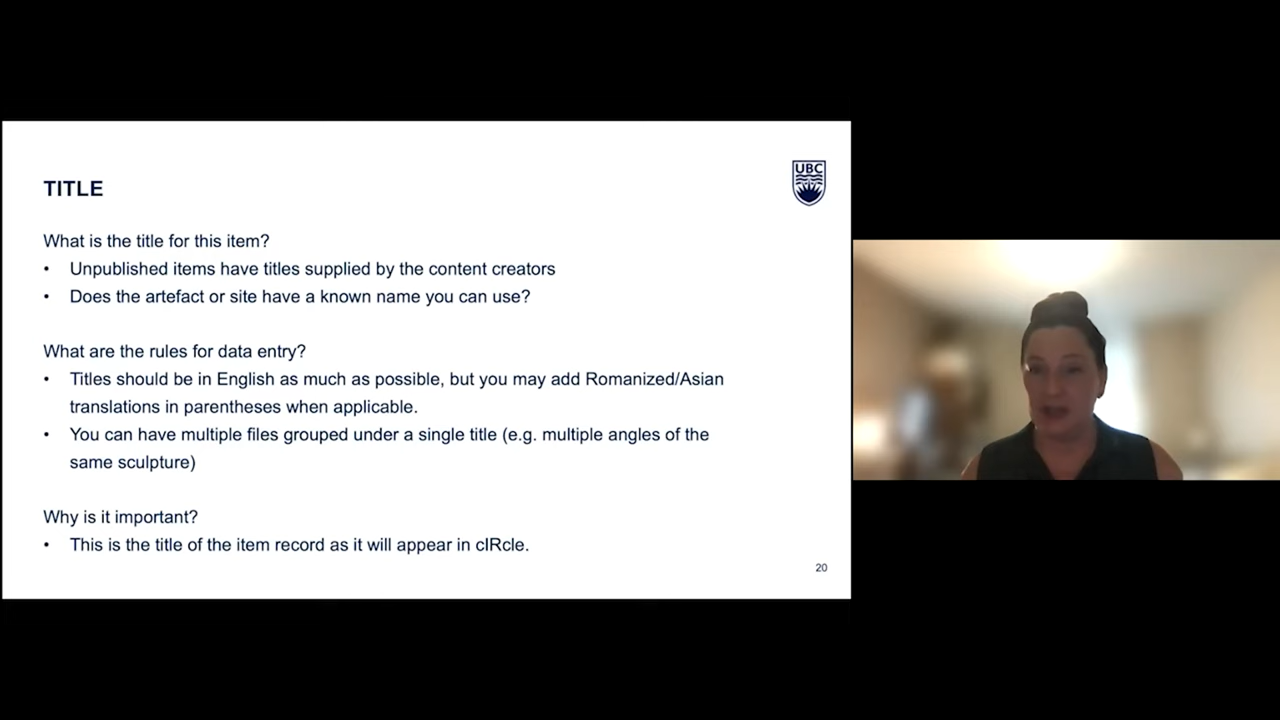 UBC
TITLE
What is the title for this item?
• Unpublished items have titles supplied by the content creators
• Does the artefact or site have a known name you can use?
What are the rules for data entry?
• Titles should be in English as much as possible, but you may add Romanized/Asian
translations in parentheses when applicable.
• You can have multiple files grouped under a single title (e.g. multiple angles of the
same sculpture)
Why is it important?
• This is the title of the item record as it will appear in cIRcle.
20